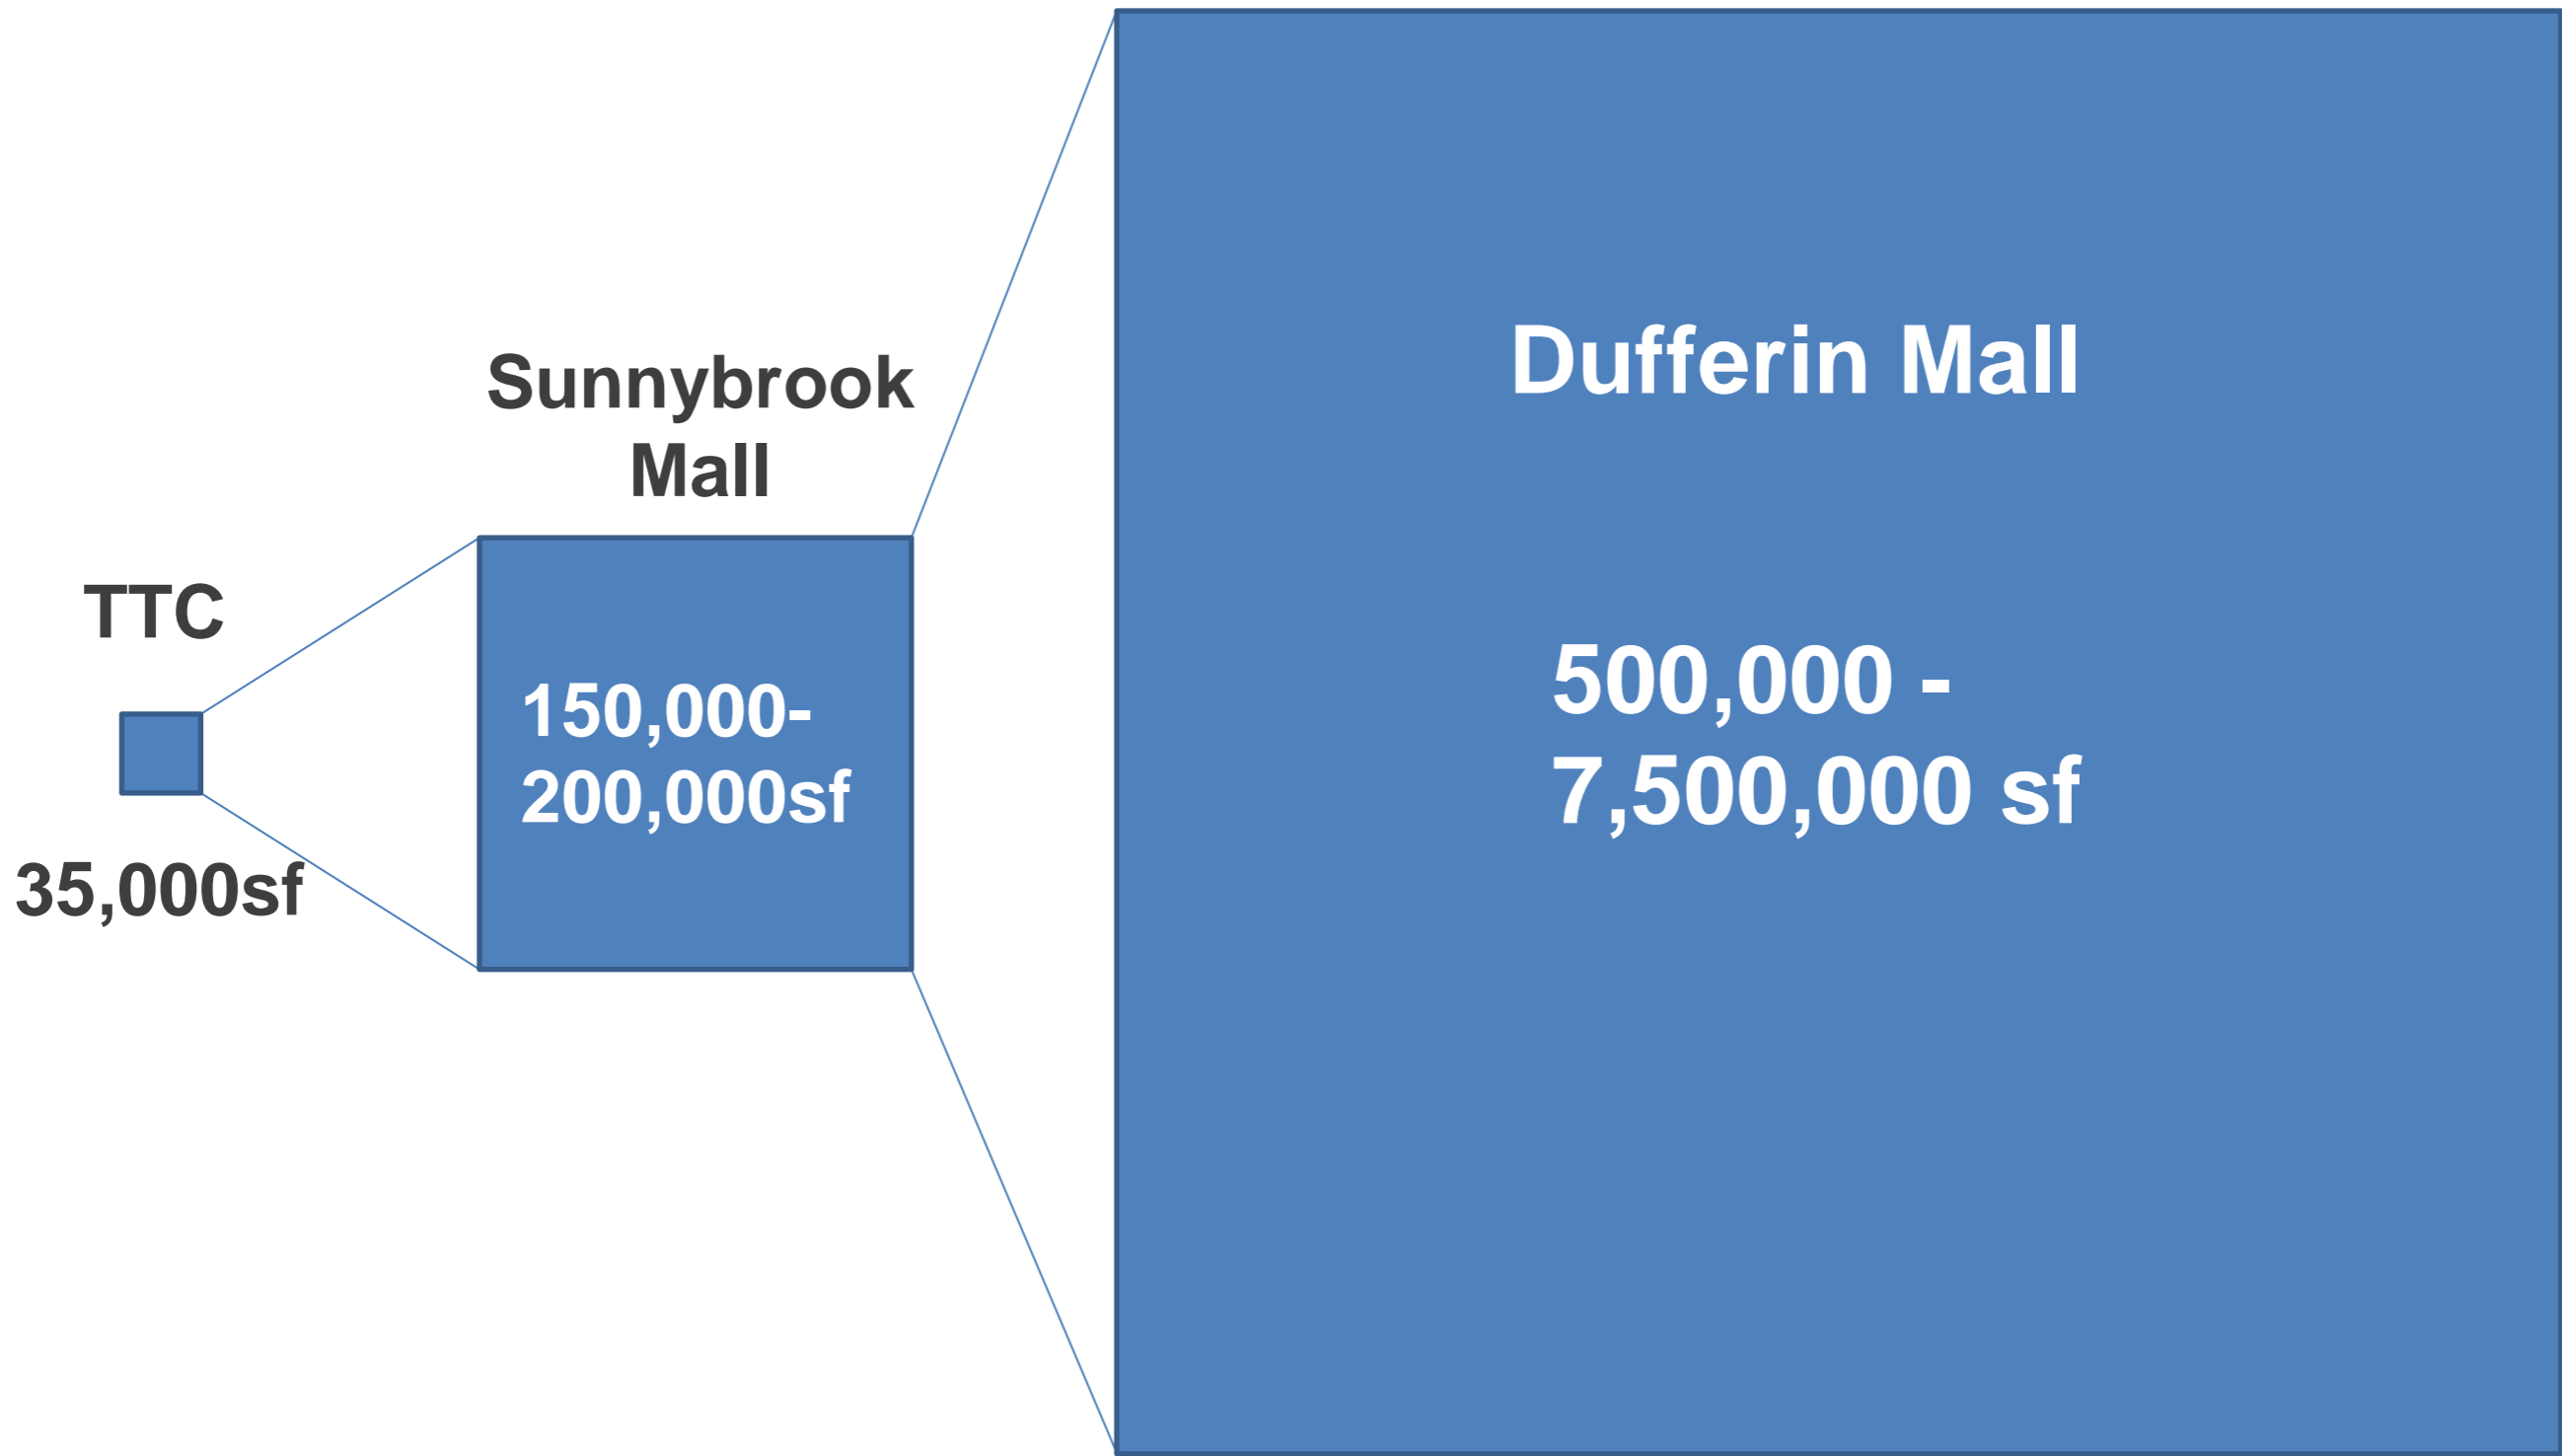 TTC
35,000sf
Sunnybrook
Mall
150,000-
200,000sf
Dufferin Mall
500,000 -
7,500,000 sf